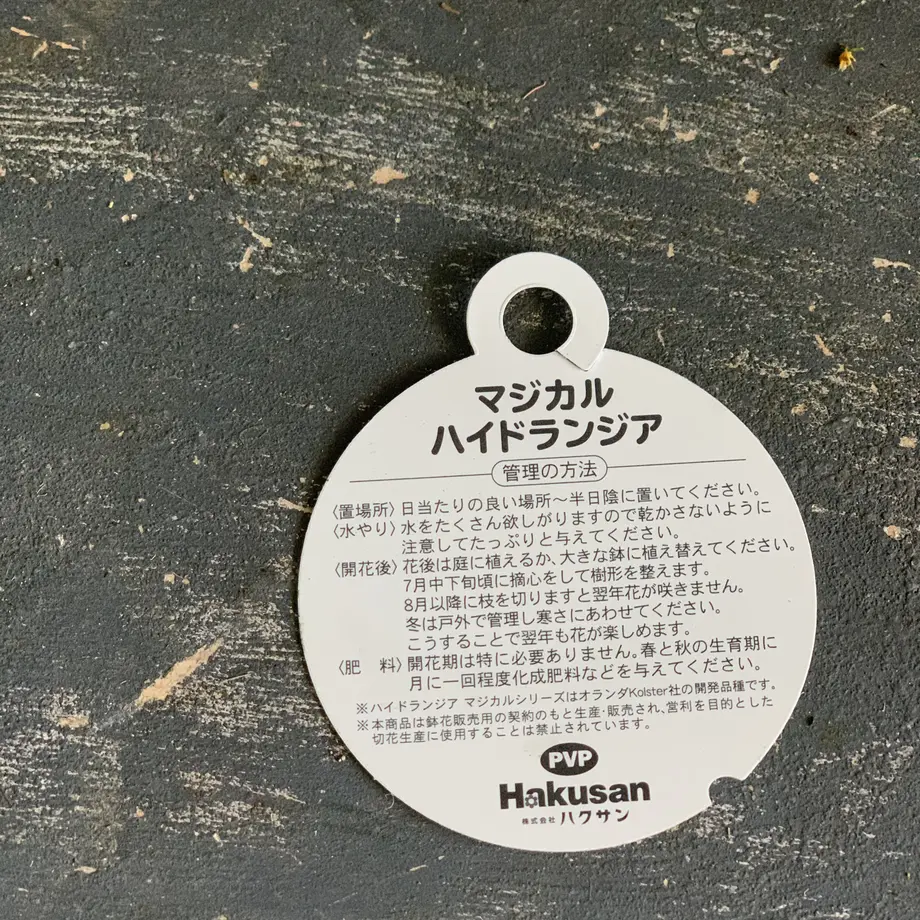 マジカル
ハイドランジア
管理の方法
〈置場所〉日当たりの良い場所～半日陰に置いてください。
〈水やり〉水をたくさん欲しがりますので乾かさないように
注意してたっぷりと与えてください。
〈開花後〉花後は庭に植えるか、大きな鉢に植え替えてください。
7月中下旬頃に摘心をして樹形を整えます。
8月以降に枝を切りますと翌年花が咲きません。
冬は戸外で管理し寒さにあわせてください。
こうすることで翌年も花が楽しめます。
〈肥　料〉開花期は特に必要ありません。春と秋の生育期に
月に一回程度化成肥料などを与えてください。
※ハイドランジア マジカルシリーズはオランダKolster社の開発品種です。
※本商品は鉢花販売用の契約のもと生産・販売され、営利を目的とした
切花生産に使用することは禁止されています。
PVP
Hakusan
株式会社 ハクサン